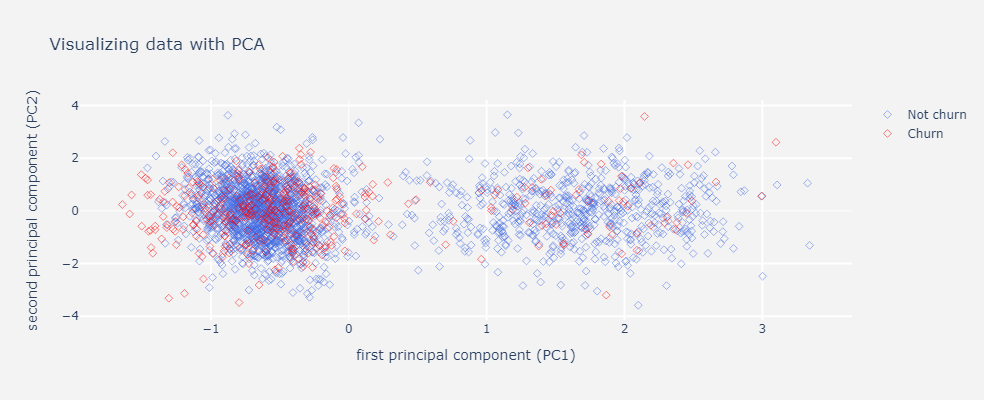 Visualizing data with PCA
Not churn
Churn
second principal component (PC2)
4
2
0
−2
−4
−1
0
1
2
3
first principal component (PC1)